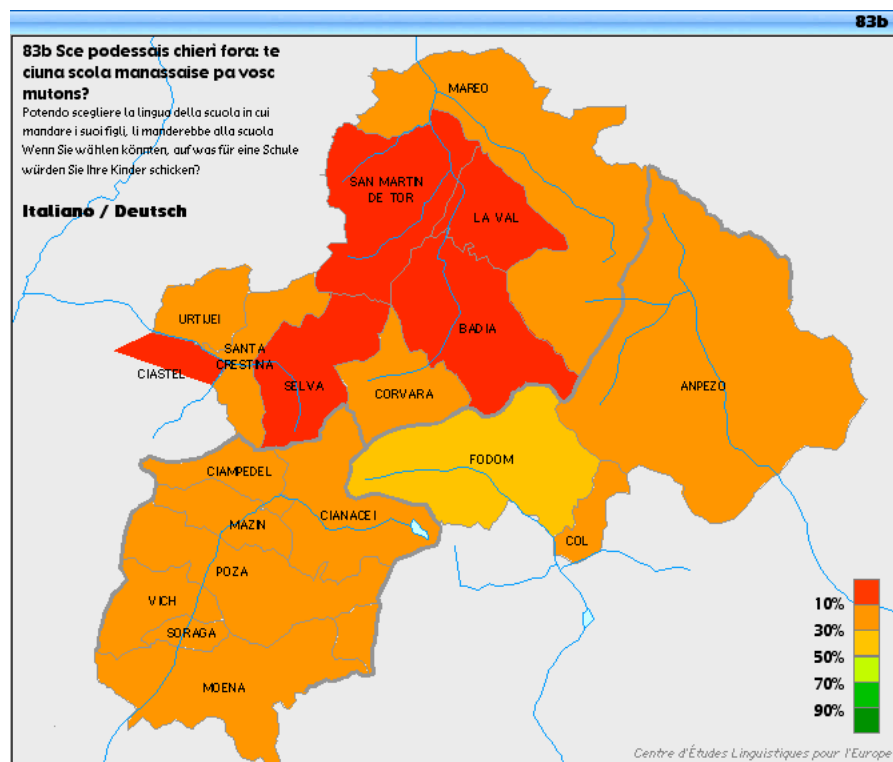 83b
83b Sce podessais chierì fora: te
ciuna scola manassaise pa vosc
mutons?
Potendo scegliere la lingua della scuola in cui
mandare i suoi figli, li manderebbe alla scuola
Wenn Sie wählen könnten, auf was für eine Schule
würden Sie Ihre Kinder schicken?
Italiano / Deutsch
MAREO
SAN MARTIN
DE TOR
LA VAL
URTIJEI
SANTA
CRESTINA
BADIA
CIASTEL
SELVA
CORVARA
ANPEZO
FODOM
CIAMPEDEL
CIANACEI
MAZIN
COL
POZA
VICH
SORAGA
MOENA
10%
30%
50%
70%
90%
Centre d'Études Linguistiques pour l'Europe